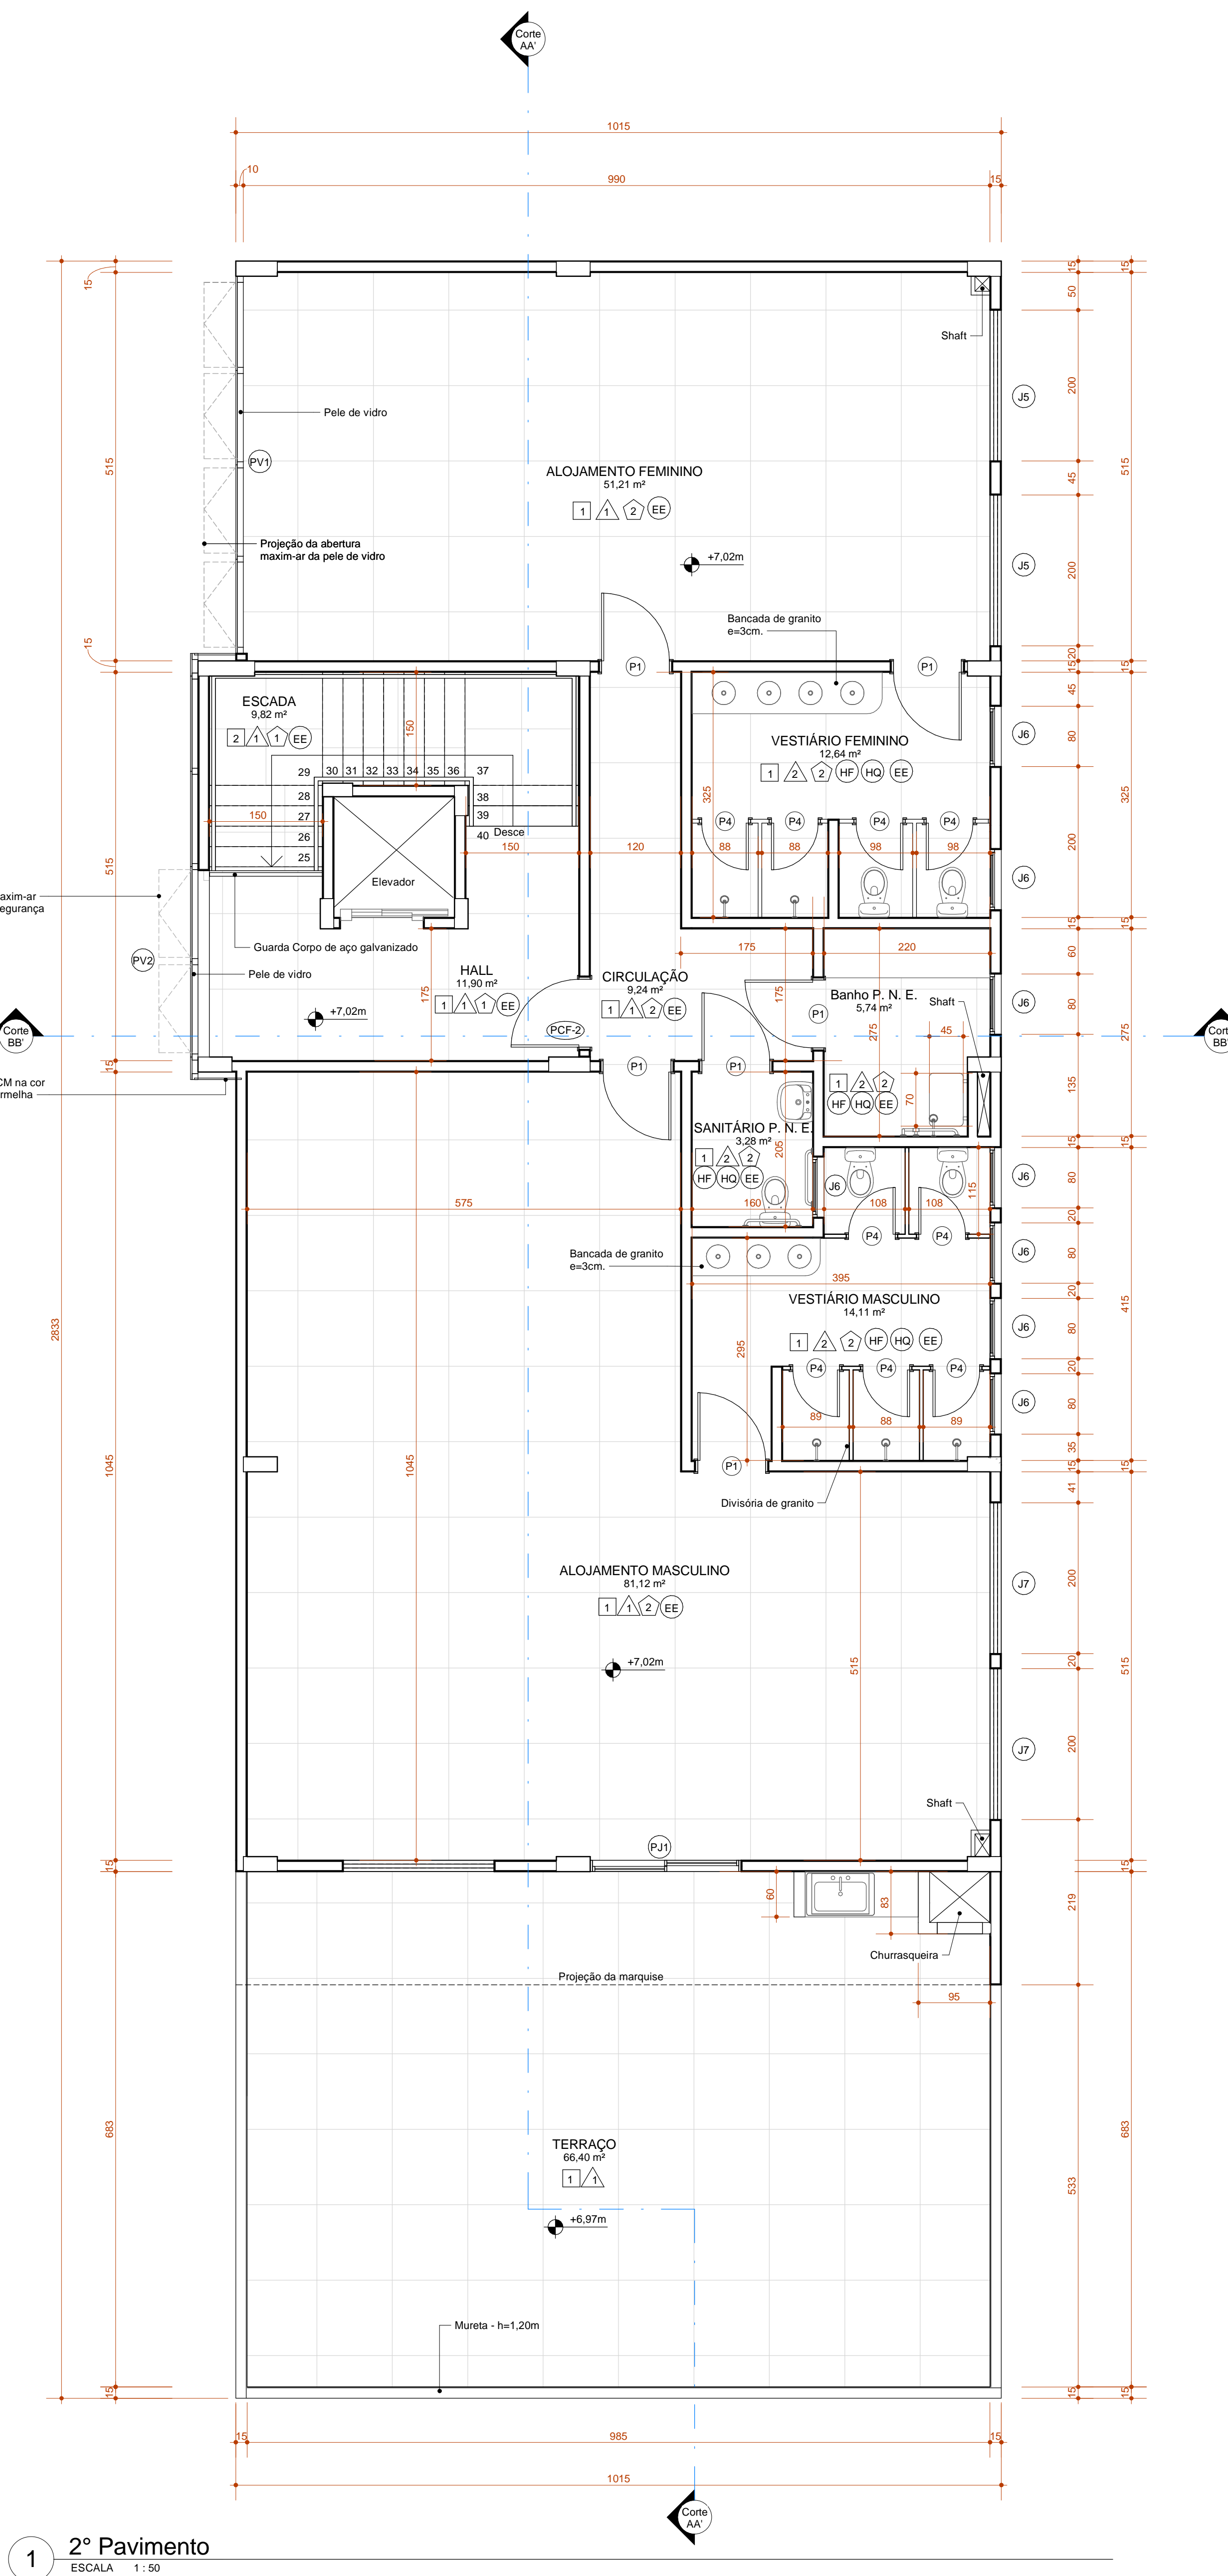 Corte
AA'
1015
10
990
15
15
15
15
50
Shaft
200
J5
Pele de vidro
PV1
515
45
515
ALOJAMENTO FEMININO
51,21 m²
1
1
2
EE
Projeção da abertura
maxim-ar da pele de vidro
+7,02m
200
J5
Bancada de granito
e=3cm.
15
20
15
15
P1
P1
ESCADA
9,82 m²
2
1
1
EE
150
45
J6
80
VESTIÁRIO FEMININO
12,64 m²
1
2
2
HF
HQ
EE
29
30
31
32
33
34
35
36
37
28
38
325
325
150
27
39
P4
P4
P4
P4
26
40
Desce
200
25
150
120
88
88
98
98
515
Elevador
J6
axim-ar
egurança
15
15
Guarda Corpo de aço galvanizado
175
220
60
PV2
Pele de vidro
HALL
11,90 m²
1
1
1
EE
175
CIRCULAÇÃO
9,24 m²
1
1
2
EE
175
Banho P. N. E.
5,74 m²
Shaft
J6
80
+7,02m
P1
Corte
BB'
PCF-2
275
45
275
Corte
BB'
15
P1
P1
CM na cor
rmelha
1
2
2
HF
HQ
EE
70
135
SANITÁRIO P. N. E.
3,28 m²
1
2
2
HF
HQ
EE
205
15
15
J6
115
J6
80
575
160
108
108
20
P4
P4
Bancada de granito
e=3cm.
J6
80
395
20
VESTIÁRIO MASCULINO
14,11 m²
1
2
2
HF
HQ
EE
415
2833
J6
80
295
20
P4
P4
P4
J6
80
89
88
89
35
1045
1045
P1
15
15
41
Divisória de granito
ALOJAMENTO MASCULINO
81,12 m²
1
1
2
EE
200
J7
+7,02m
515
20
515
200
J7
Shaft
PJ1
15
15
60
83
219
Churrasqueira
Projeção da marquise
95
683
683
TERRAÇO
66,40 m²
1
1
533
+6,97m
Mureta - h=1,20m
15
15
15
15
985
15
1015
Corte
AA'
1
2° Pavimento
ESCALA 1 : 50